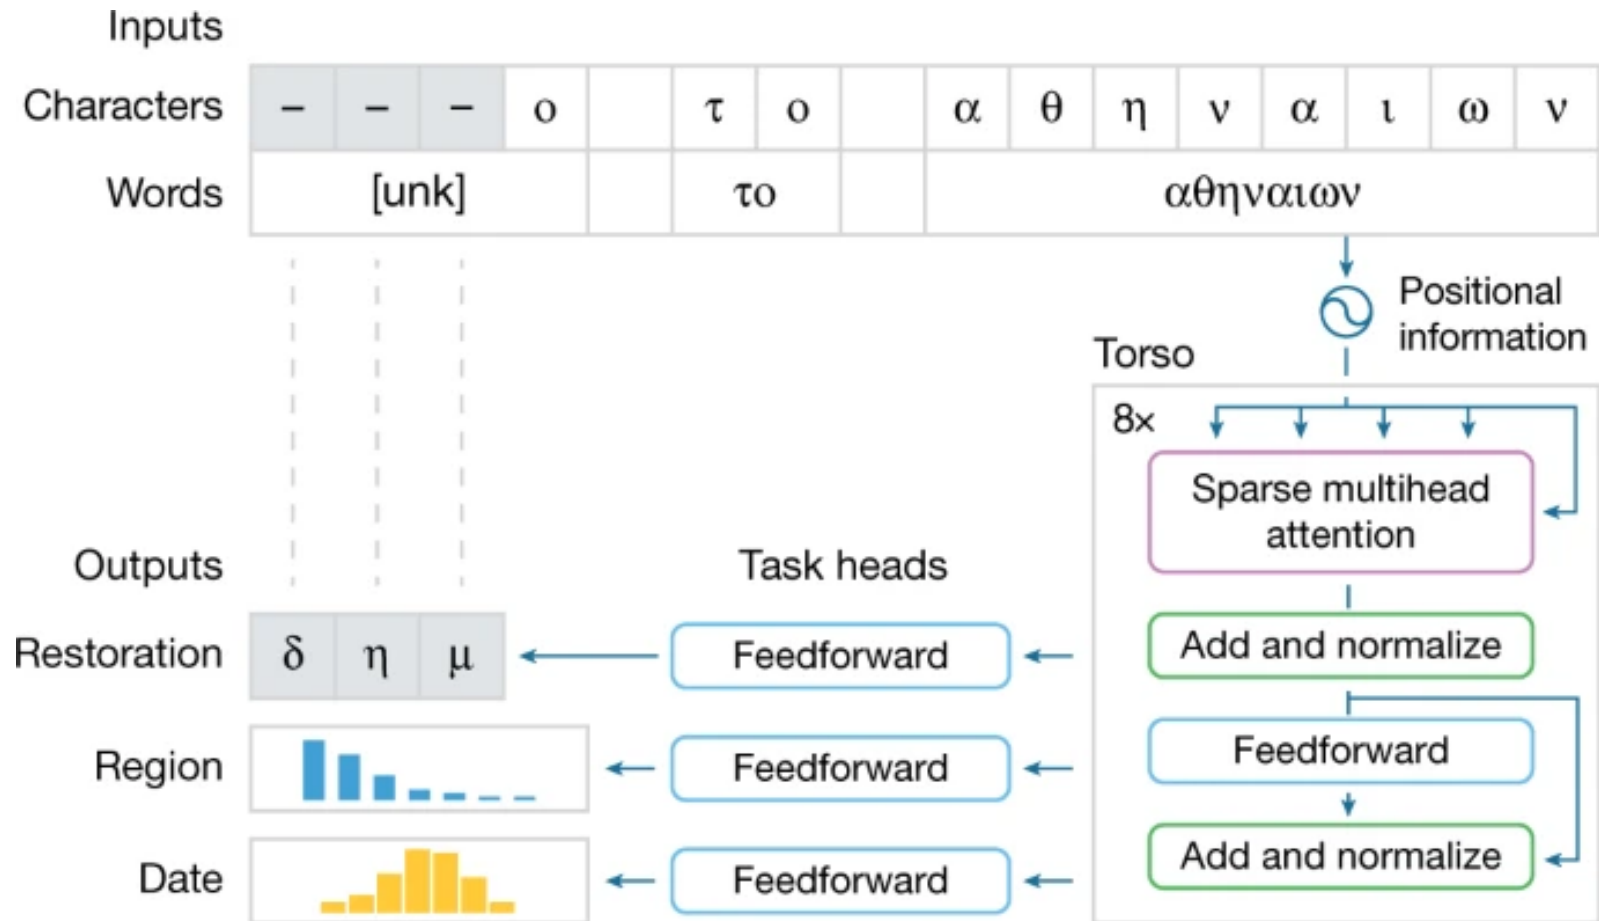 Inputs
Characters – – – ο τ ο α θ η ν α ι ω ν
Words [unk] το αθηναιων
Positional
information
Torso
8×
Sparse multihead
attention
Outputs
Task heads
Restoration δ η μ Feedforward Add and normalize
Region Feedforward Feedforward
Date Feedforward Add and normalize